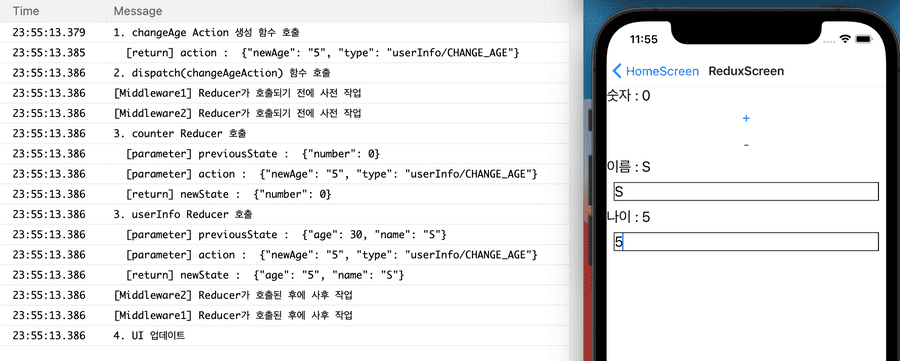 Time Message
23:55:13.379 1. changeAge Action 생성 함수 호출
23:55:13.385 [return] action : {"newAge": "5", "type": "userInfo/CHANGE_AGE"}
23:55:13.386 2. dispatch(changeAgeAction) 함수 호출
23:55:13.386 [Middleware1] Reducer가 호출되기 전에 사전 작업
23:55:13.386 [Middleware2] Reducer가 호출되기 전에 사전 작업
23:55:13.386 3. counter Reducer 호출
23:55:13.386 [parameter] previousState : {"number": 0}
23:55:13.386 [parameter] action : {"newAge": "5", "type": "userInfo/CHANGE_AGE"}
23:55:13.386 [return] newState : {"number": 0}
23:55:13.386 3. userInfo Reducer 호출
23:55:13.386 [parameter] previousState : {"age": 30, "name": "S"}
23:55:13.386 [parameter] action : {"newAge": "5", "type": "userInfo/CHANGE_AGE"}
23:55:13.386 [return] newState : {"age": "5", "name": "S"}
23:55:13.386 [Middleware2] Reducer가 호출된 후에 사후 작업
23:55:13.386 [Middleware1] Reducer가 호출된 후에 사후 작업
23:55:13.386 4. UI 업데이트
11:55
HomeScreen ReduxScreen
숫자 : 0
+
-
이름 : S
S
나이 : 5
5